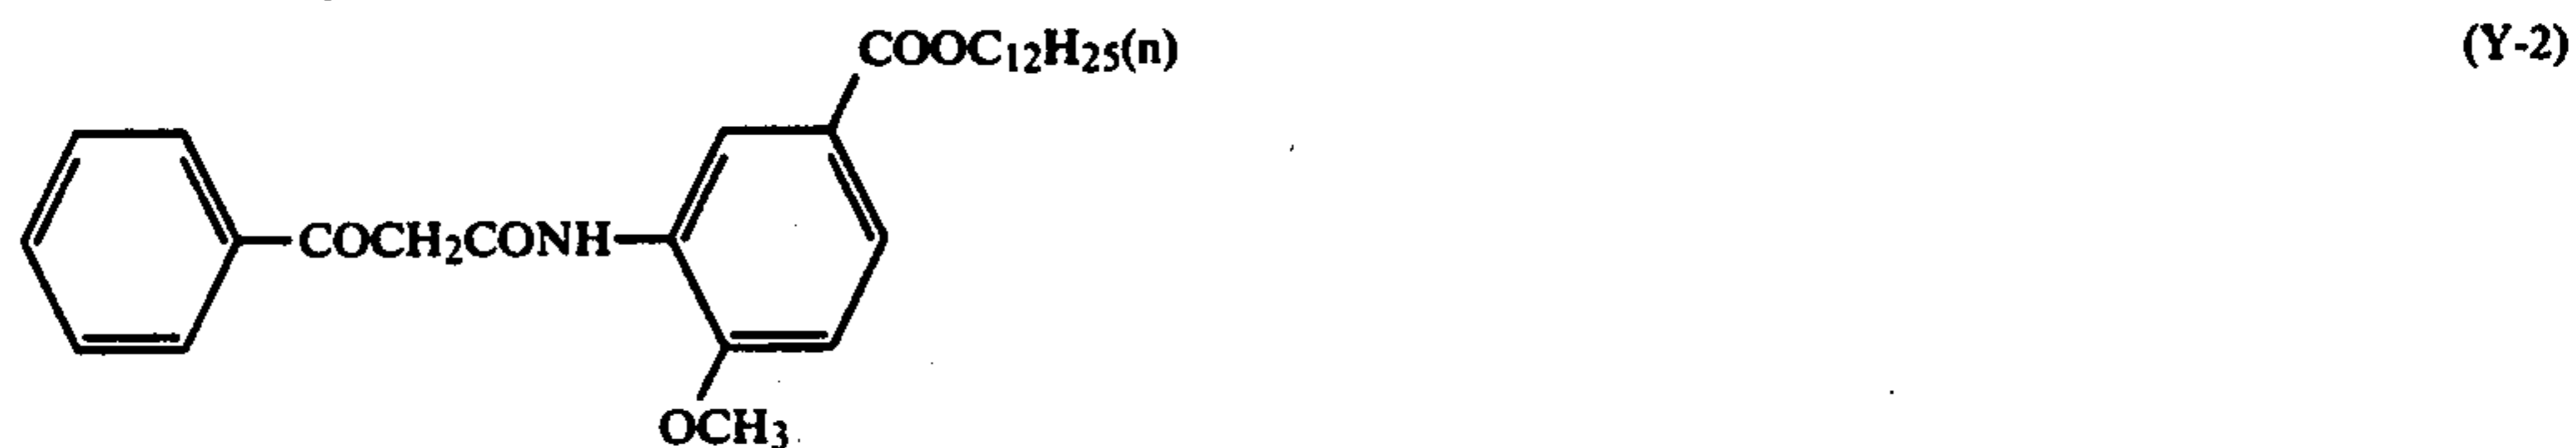 COOC₁₂H₂₅(n) (Y-2)
COCH₂CONH
OCH₃